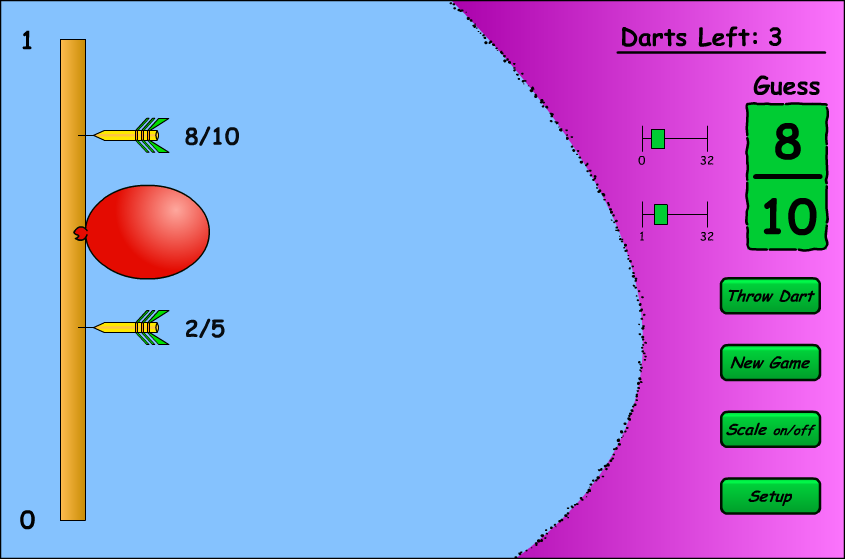 1
8/10
2/5
0
Darts Left: 3
Guess
8
10
0 32
1 32
Throw Dart
New Game
Scale on/off
Setup